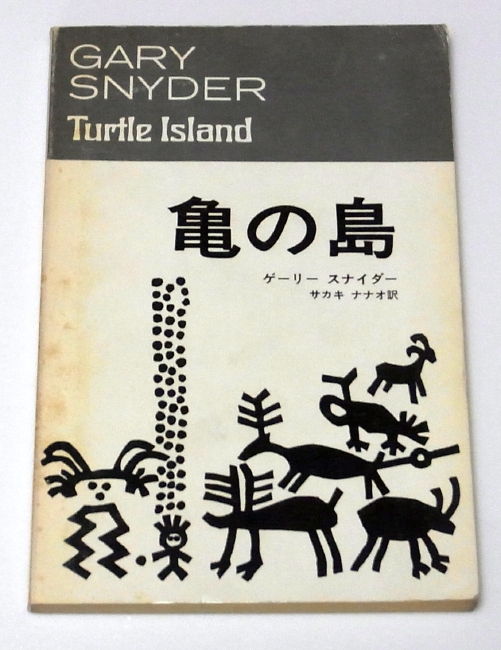 GARY
SNYDER
Turtle Island
亀の島
ゲーリー スナイダー
サカキ ナナオ訳